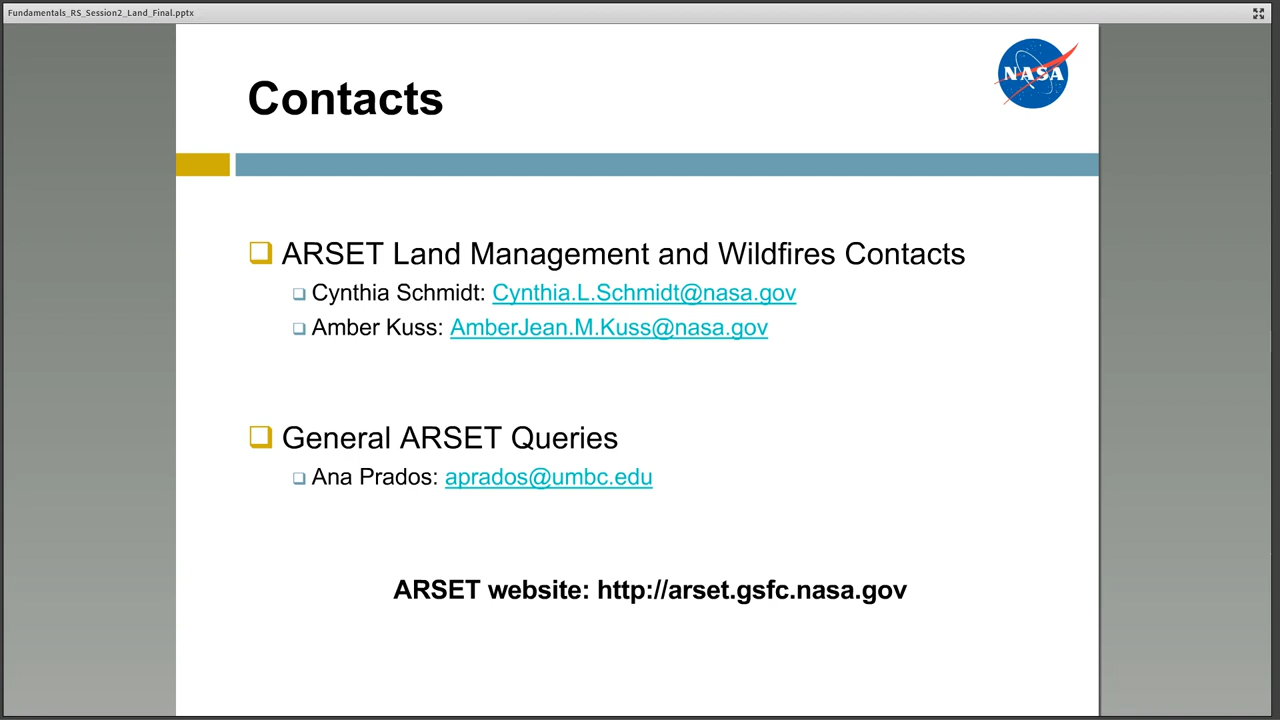 Fundamentals_RS_Session2_Land_Final.pptx
NASA
Contacts
ARSET Land Management and Wildfires Contacts
Cynthia Schmidt: Cynthia.L.Schmidt@nasa.gov
Amber Kuss: AmberJean.M.Kuss@nasa.gov
General ARSET Queries
Ana Prados: aprados@umbc.edu
ARSET website: http://arset.gsfc.nasa.gov